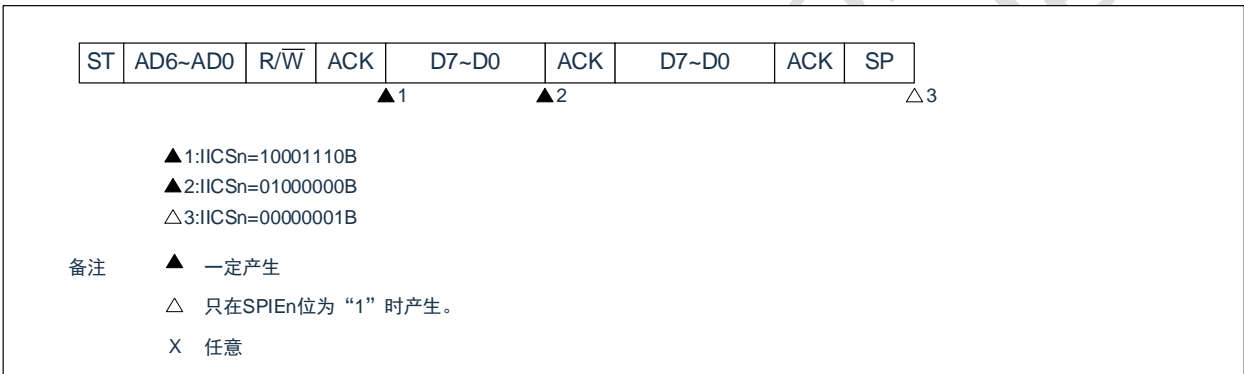 ST AD6~AD0 R/W̅ ACK D7~D0 ACK D7~D0 ACK SP
▲1 ▲2 △3
▲1:IICSn=10001110B
▲2:IICSn=01000000B
△3:IICSn=00000001B
备注 ▲ 一定产生
△ 只在SPIEn位为“1”时产生。
X 任意